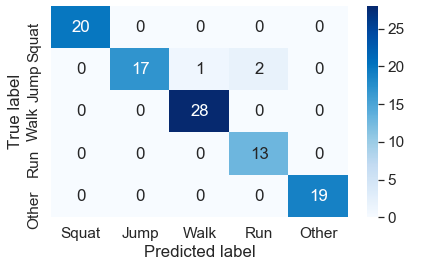 True label
Squat
Jump
Walk
Run
Other
20 0 0 0 0
0 17 1 2 0
0 0 28 0 0
0 0 0 13 0
0 0 0 0 19
Squat Jump Walk Run Other
Predicted label
25
20
15
10
5
0